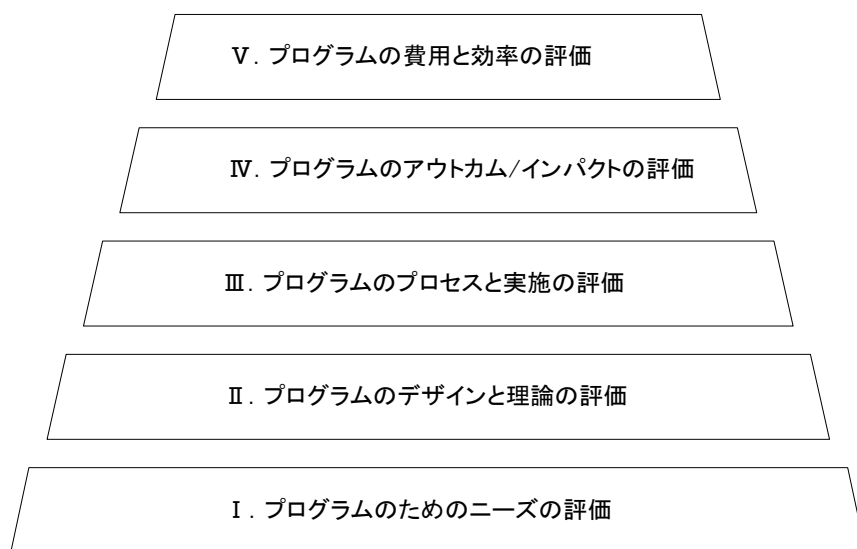 Ⅴ. プログラムの費用と効率の評価
Ⅳ. プログラムのアウトカム/インパクトの評価
Ⅲ. プログラムのプロセスと実施の評価
Ⅱ. プログラムのデザインと理論の評価
Ⅰ. プログラムのためのニーズの評価